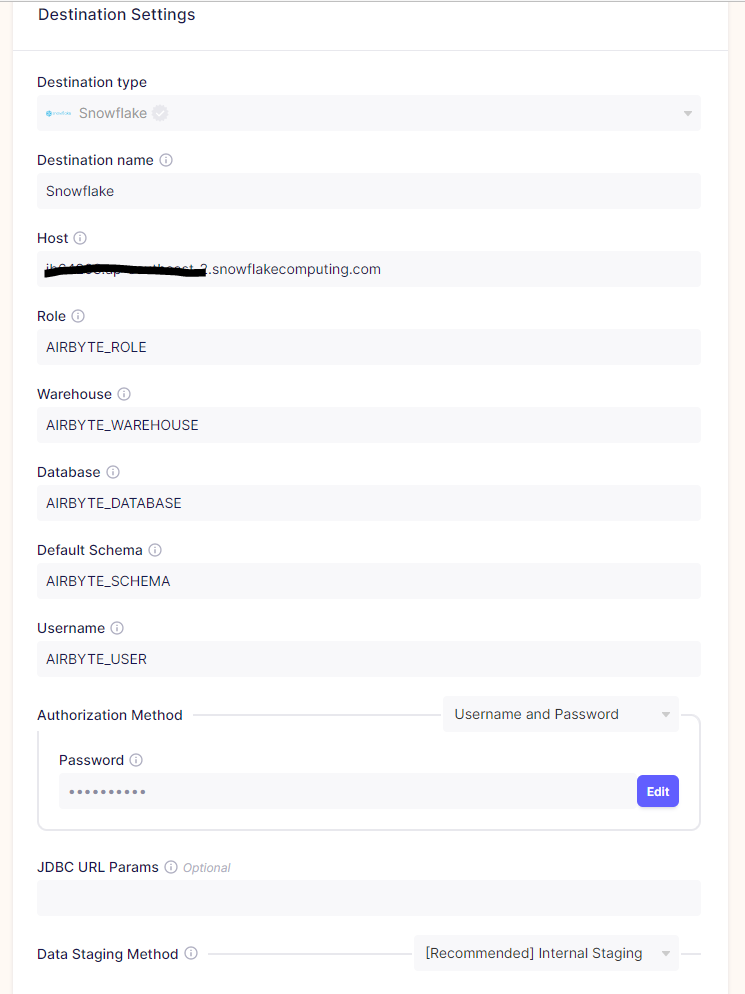 Destination Settings
Destination type
Snowflake
Destination name
Snowflake
Host
.snowflakecomputing.com
Role
AIRBYTE_ROLE
Warehouse
AIRBYTE_WAREHOUSE
Database
AIRBYTE_DATABASE
Default Schema
AIRBYTE_SCHEMA
Username
AIRBYTE_USER
Authorization Method
Username and Password
Password
••••••••••
Edit
JDBC URL Params Optional
Data Staging Method
[Recommended] Internal Staging